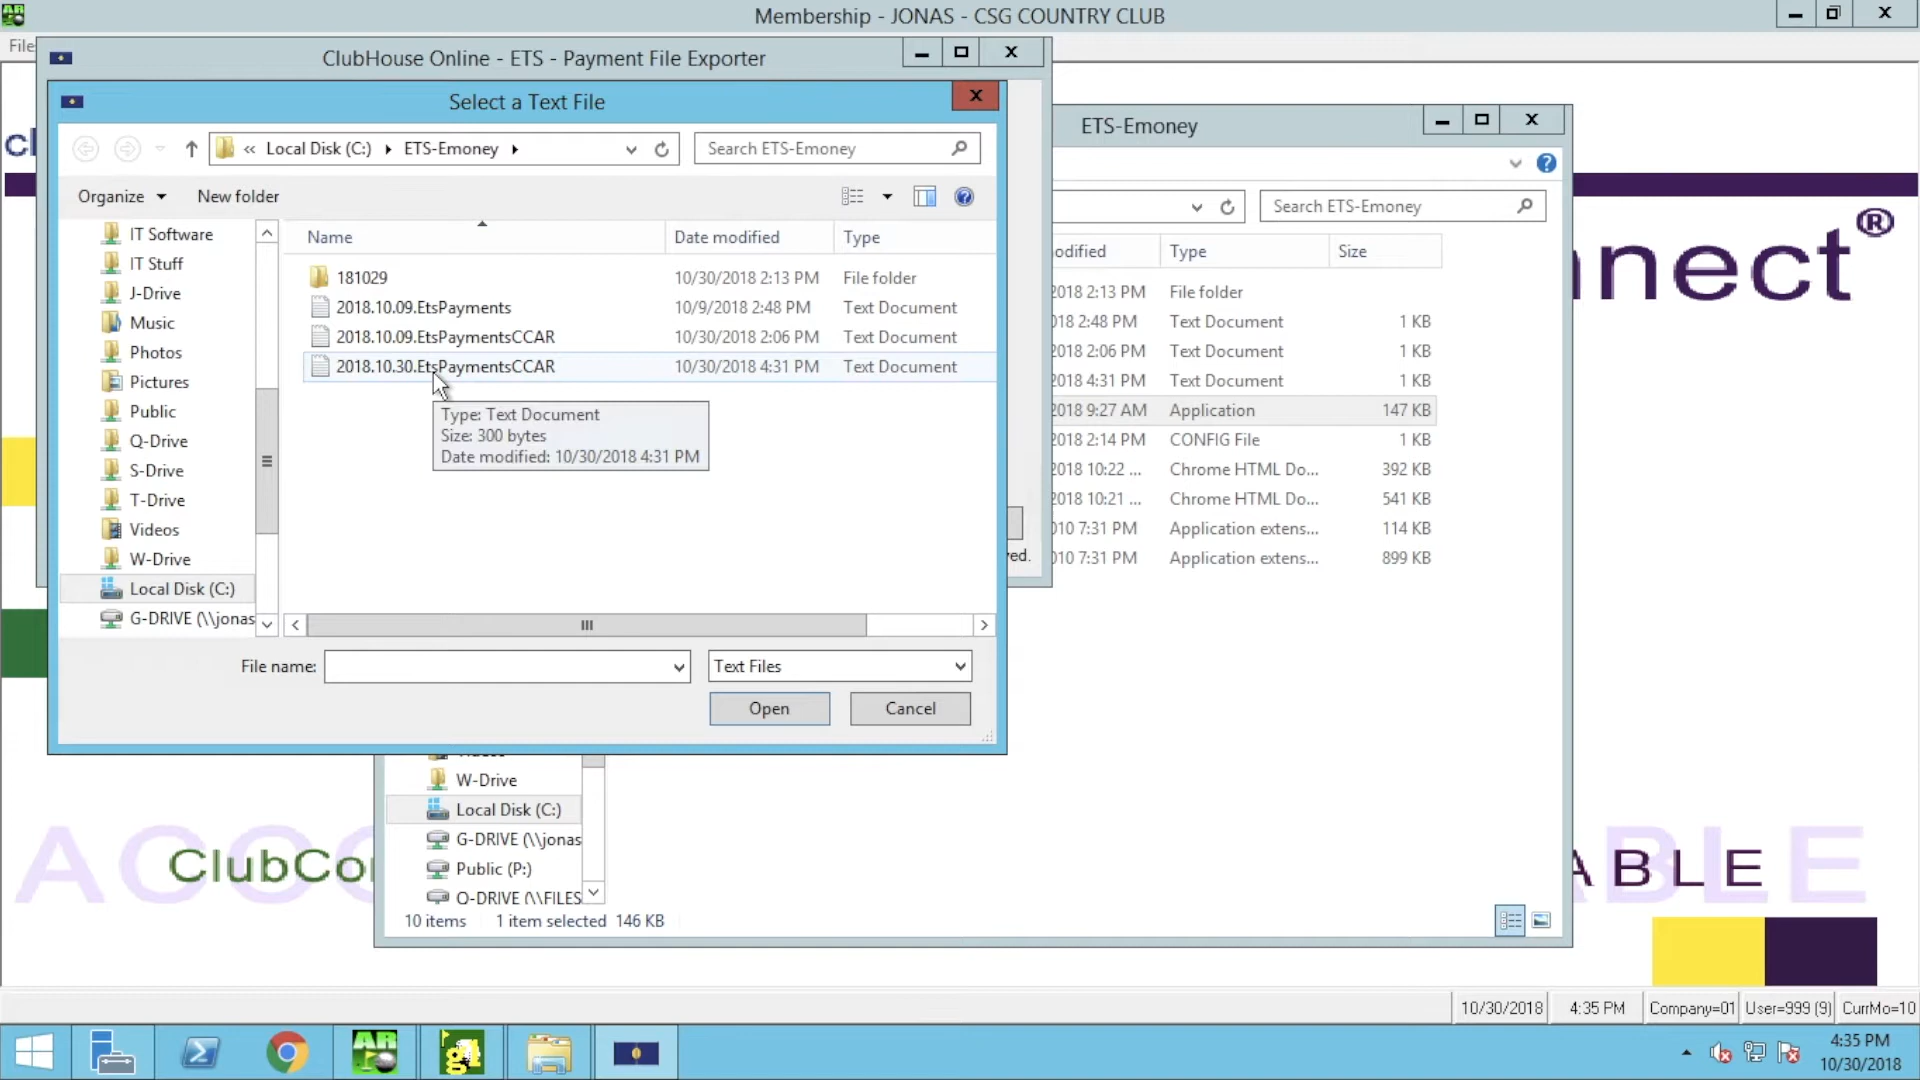 Membership - JONAS - CSG COUNTRY CLUB
File
ClubHouse Online - ETS - Payment File Exporter
Select a Text File
« Local Disk (C:) ETS-Emoney
Search ETS-Emoney
Organize
New folder
IT Software
IT Stuff
J-Drive
Music
Photos
Pictures
Public
Q-Drive
S-Drive
T-Drive
Videos
W-Drive
Local Disk (C:)
G-DRIVE (\\jonas
Name Date modified Type
181029 10/30/2018 2:13 PM File folder
2018.10.09.EtsPayments 10/9/2018 2:48 PM Text Document
2018.10.09.EtsPaymentsCCAR 10/30/2018 2:06 PM Text Document
2018.10.30.EtsPaymentsCCAR 10/30/2018 4:31 PM Text Document
Type: Text Document
Size: 300 bytes
Date modified: 10/30/2018 4:31 PM
File name:
Text Files
Open
Cancel
ved.
ETS-Emoney
Search ETS-Emoney
odified Type Size
2018 2:13 PM File folder
018 2:48 PM Text Document 1 KB
2018 2:06 PM Text Document 1 KB
2018 4:31 PM Text Document 1 KB
2018 9:27 AM Application 147 KB
2018 2:14 PM CONFIG File 1 KB
2018 10:22 ... Chrome HTML Do... 392 KB
2018 10:21 ... Chrome HTML Do... 541 KB
010 7:31 PM Application extens... 114 KB
010 7:31 PM Application extens... 899 KB
W-Drive
Local Disk (C:)
G-DRIVE (\\jonas
Public (P:)
Q-DRIVE (\\FILES
10 items 1 item selected 146 KB
cl
nnect®
ClubCo
ABLE
10/30/2018 4:35 PM Company=01 User=999 (9) CurrMo=10
AR
gl
4:35 PM
10/30/2018